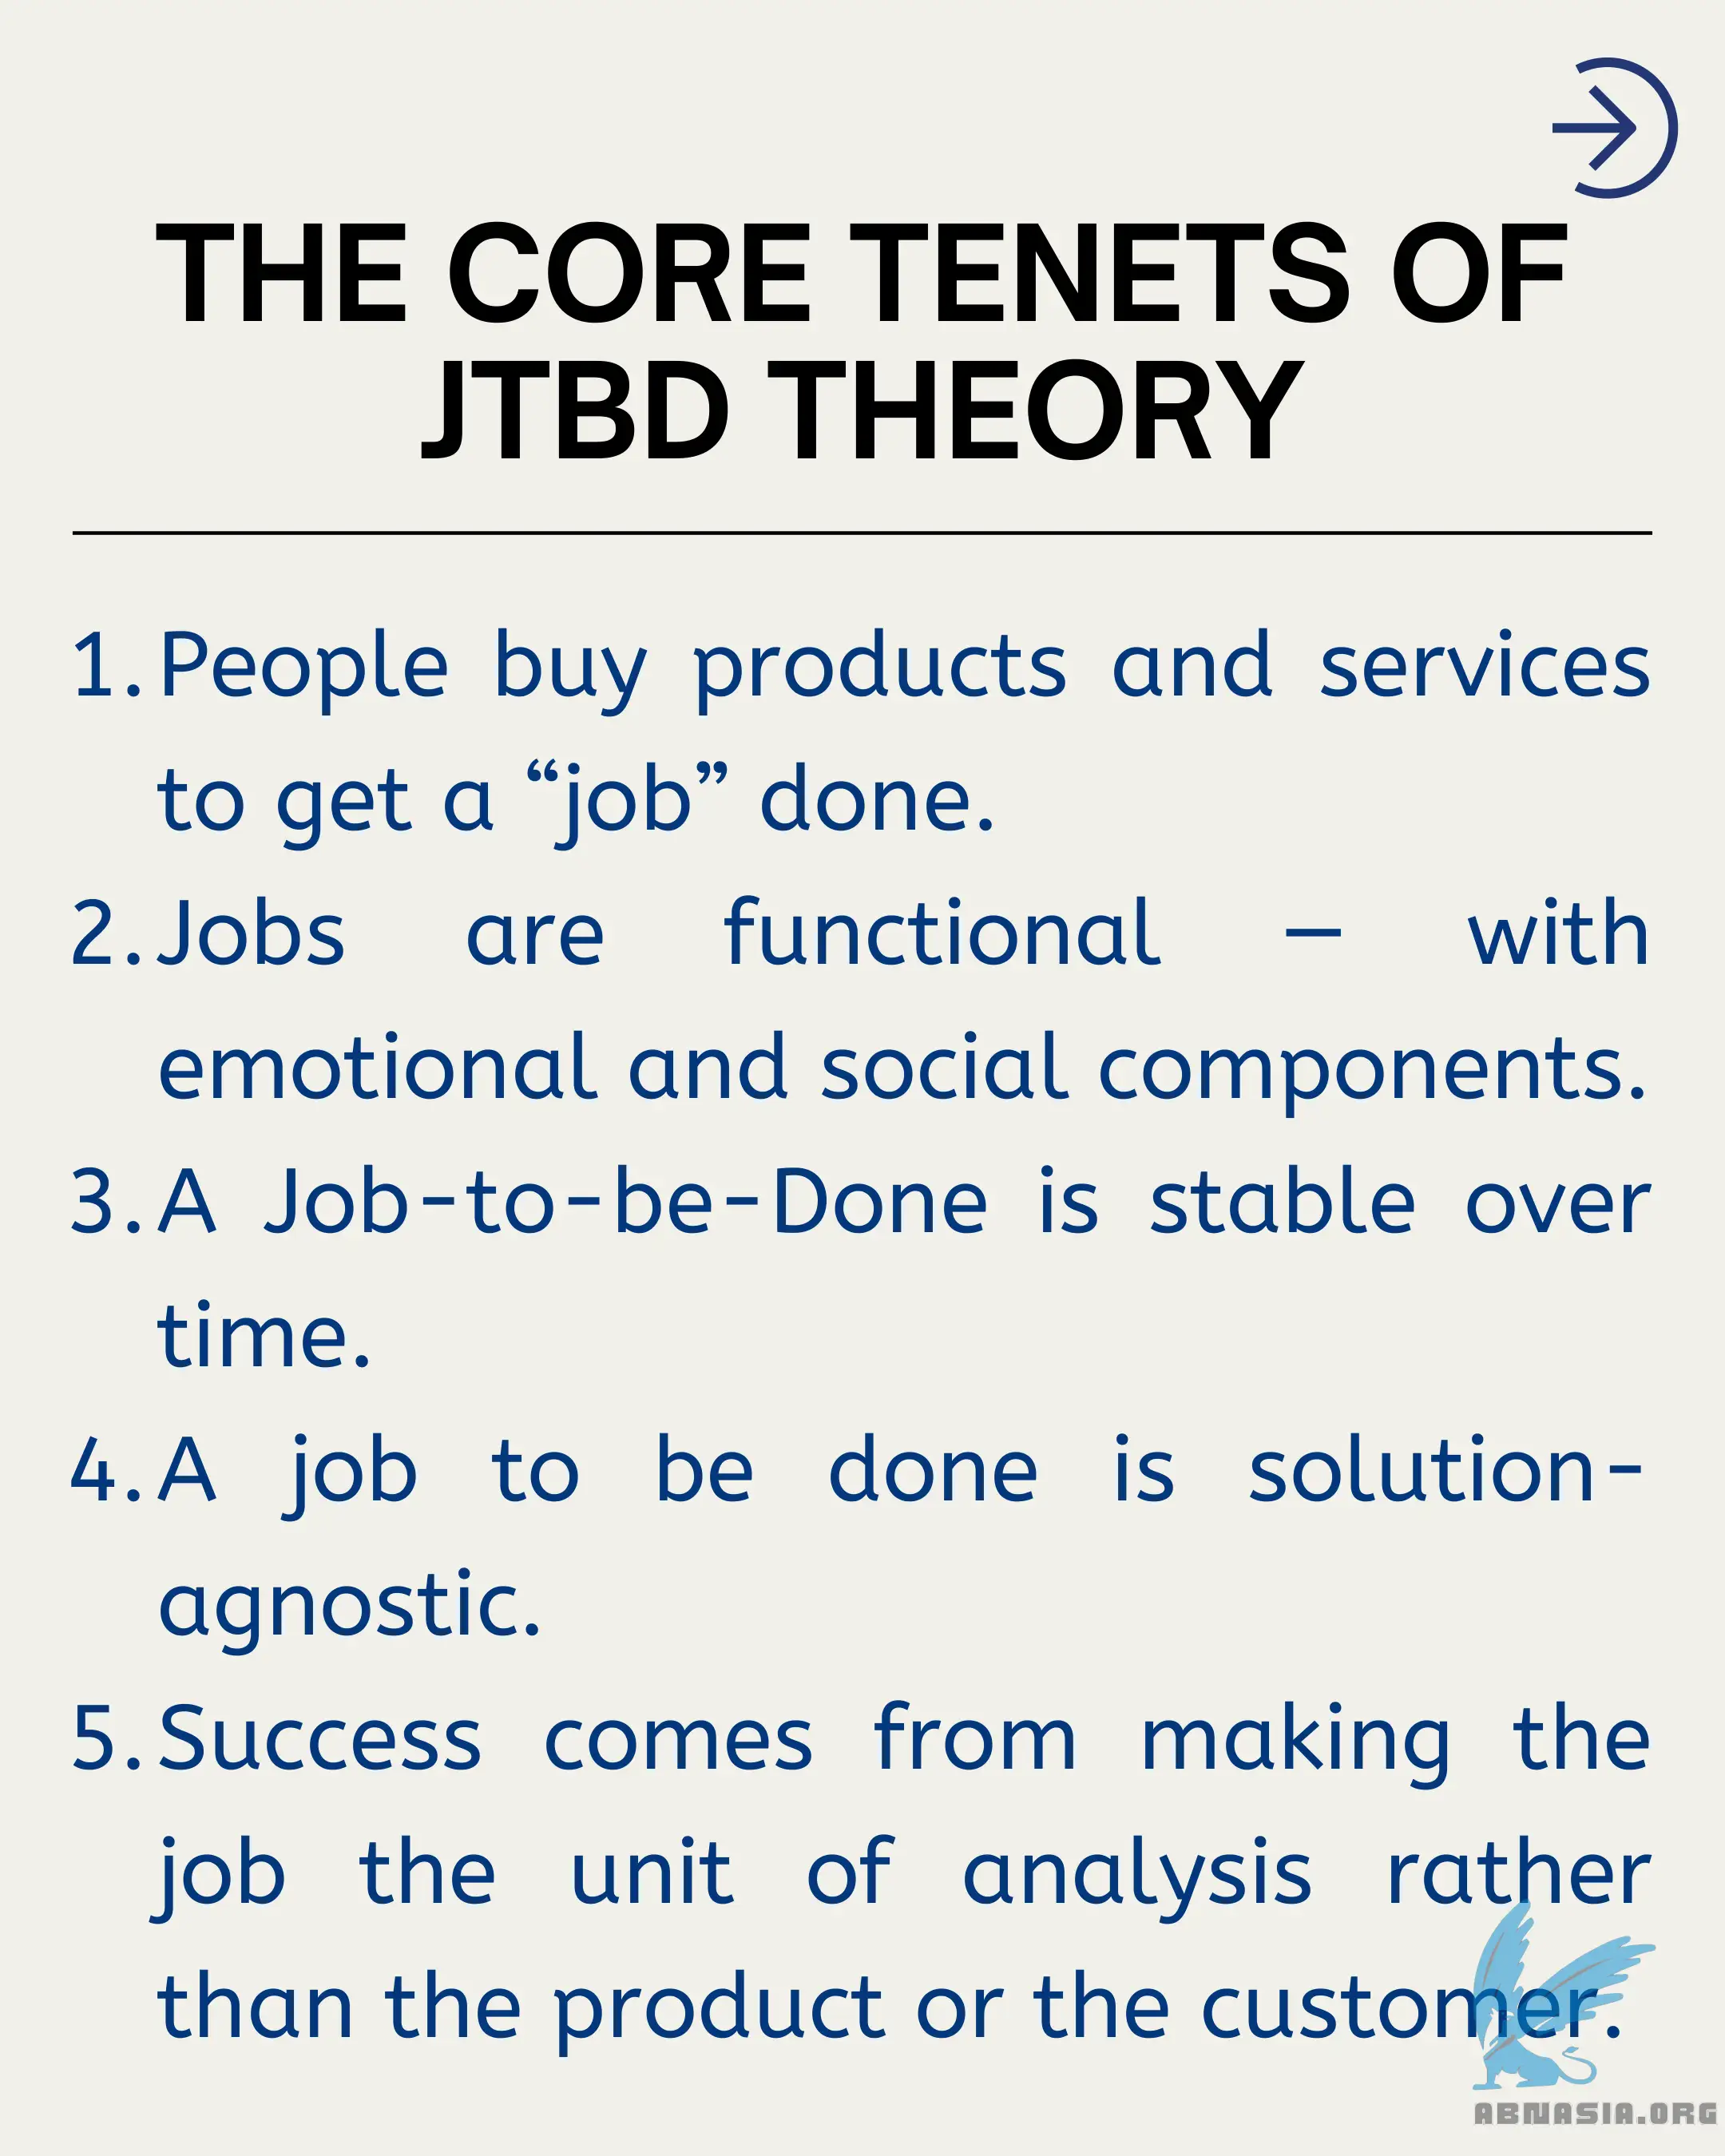 THE CORE TENETS OF
JTBD THEORY
1. People buy products and services
to get a “job” done.
2. Jobs are functional — with
emotional and social components.
3. A Job-to-be-Done is stable over
time.
4. A job to be done is solution-
agnostic.
5. Success comes from making the
job the unit of analysis rather
than the product or the customer.
ABNASIA.ORG